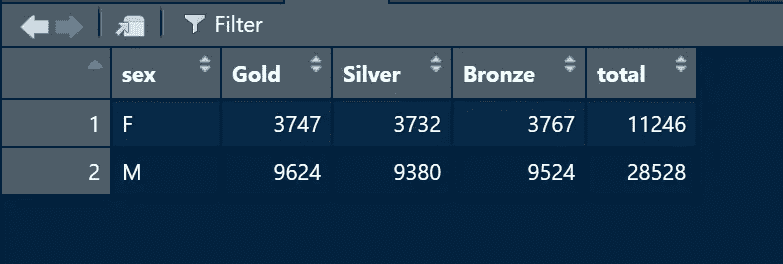 Filter
sex Gold Silver Bronze total
1 F 3747 3732 3767 11246
2 M 9624 9380 9524 28528